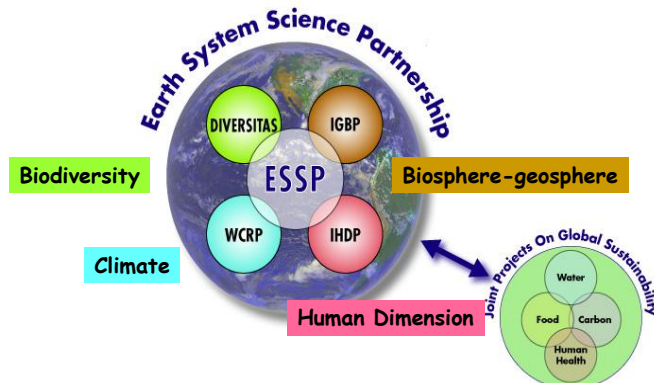 Earth System Science Partnership
DIVERSITAS
IGBP
Biodiversity
ESSP
Biosphere-geosphere
WCRP
IHDP
Climate
Joint Projects On Global Sustainability
Water
Human Dimension
Food
Carbon
Human
Health